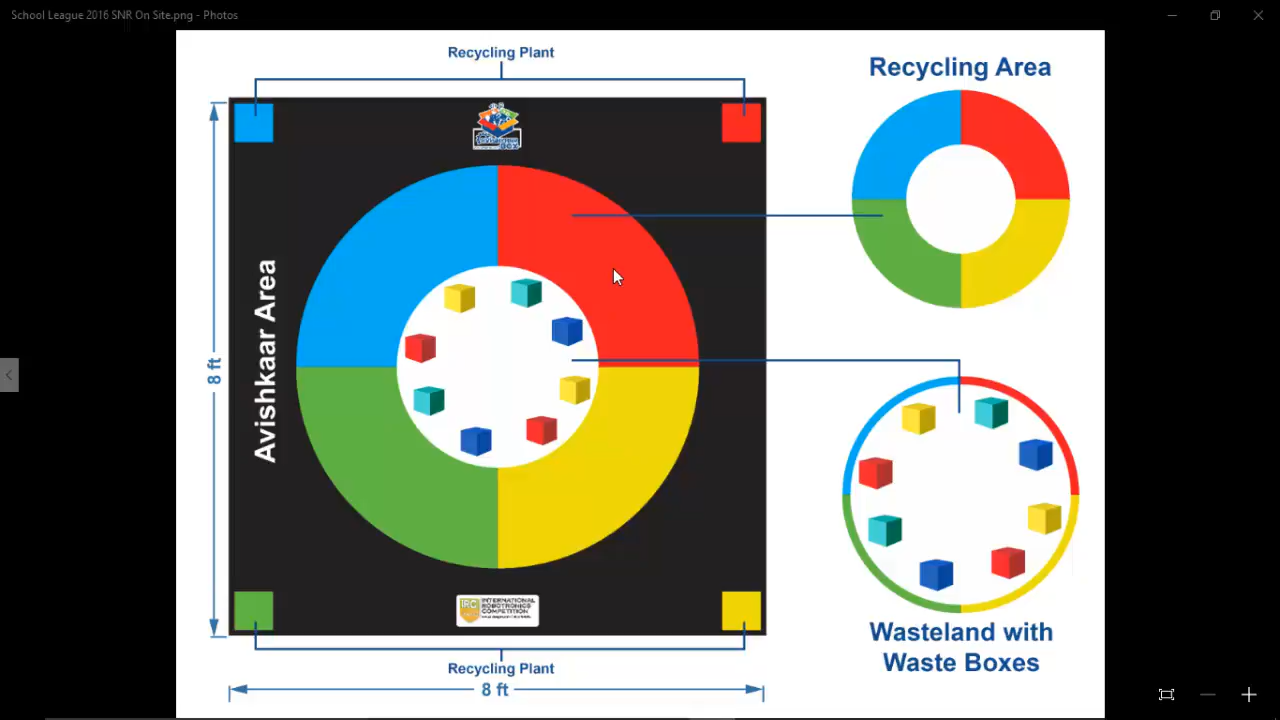 School League 2016 SNR On Site.png - Photos
Recycling Plant
Recycling Area
Avishkaar Area
8 ft
INTERNATIONAL
ROBOTRONICS
COMPETITION
Wasteland with
Waste Boxes
Recycling Plant
8 ft